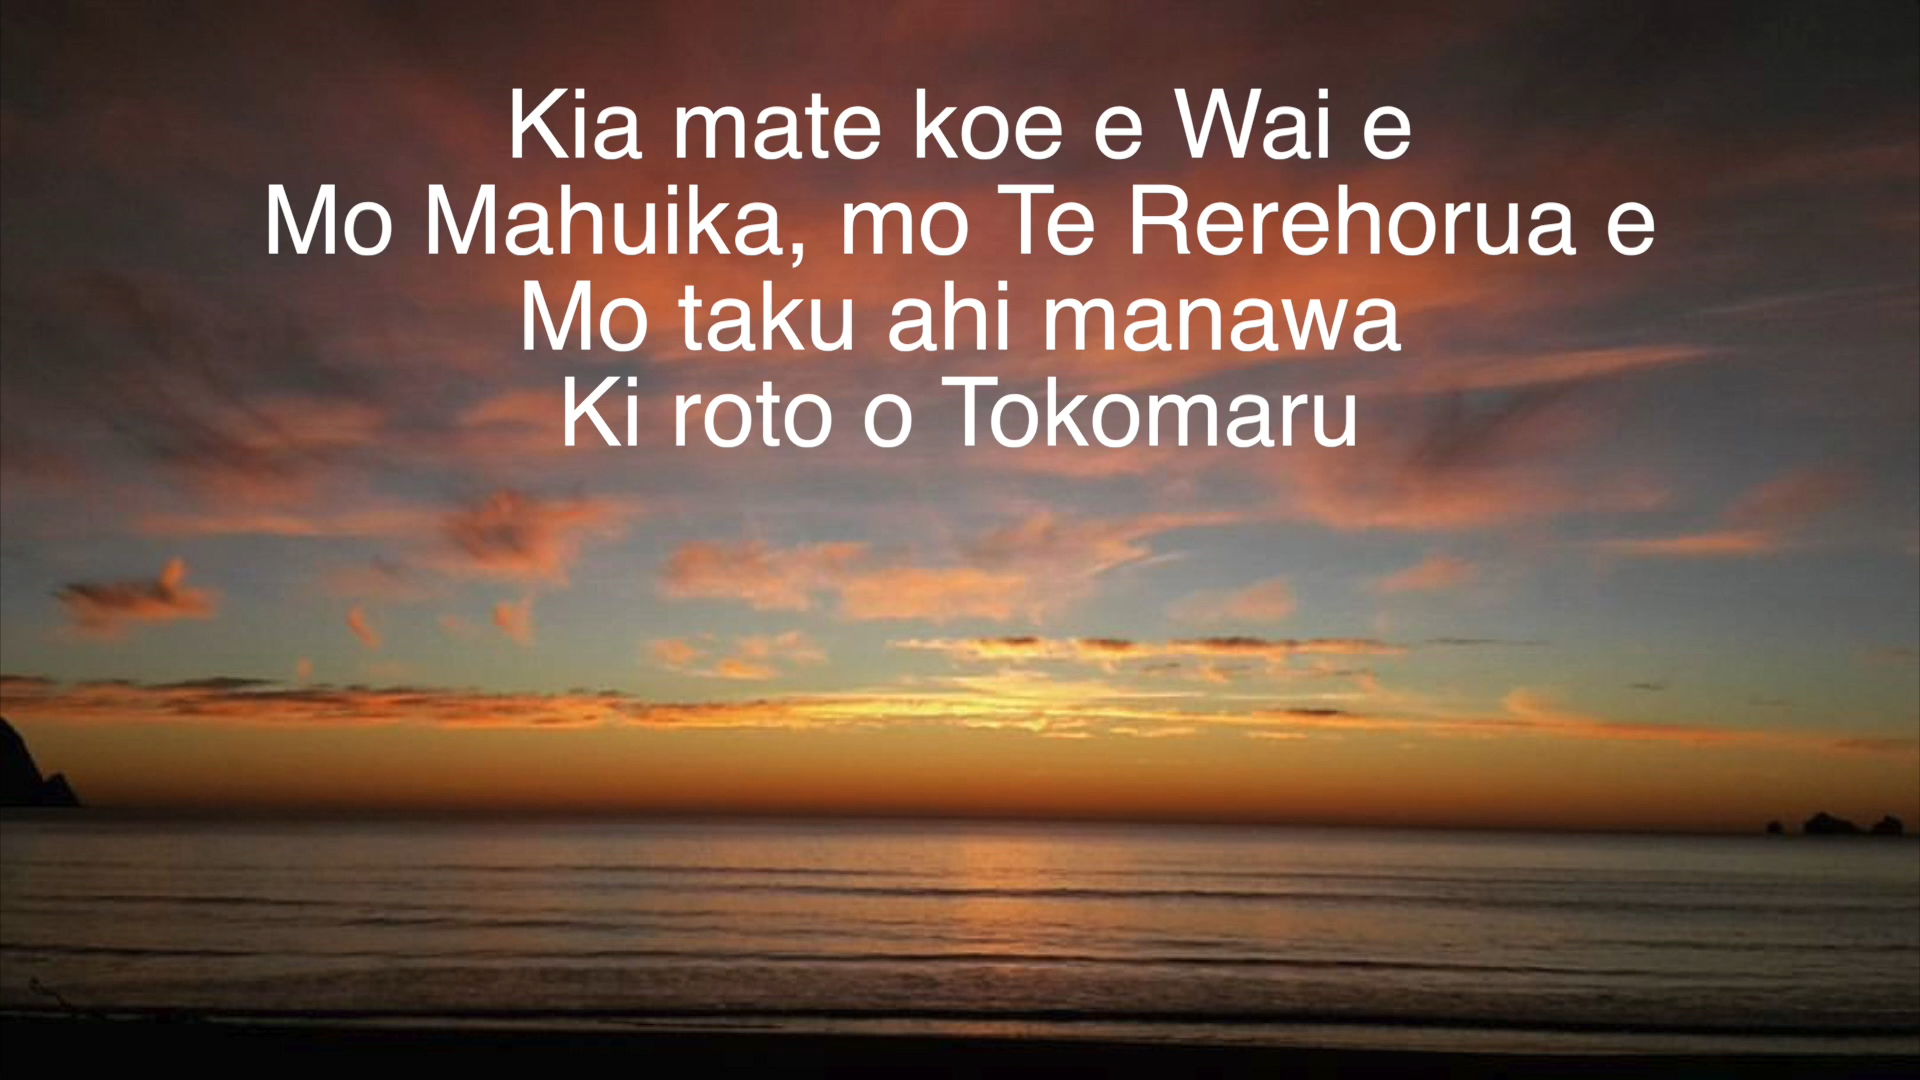 Kia mate koe e Wai e
Mo Mahuika, mo Te Rerehorua e
Mo taku ahi manawa
Ki roto o Tokomaru